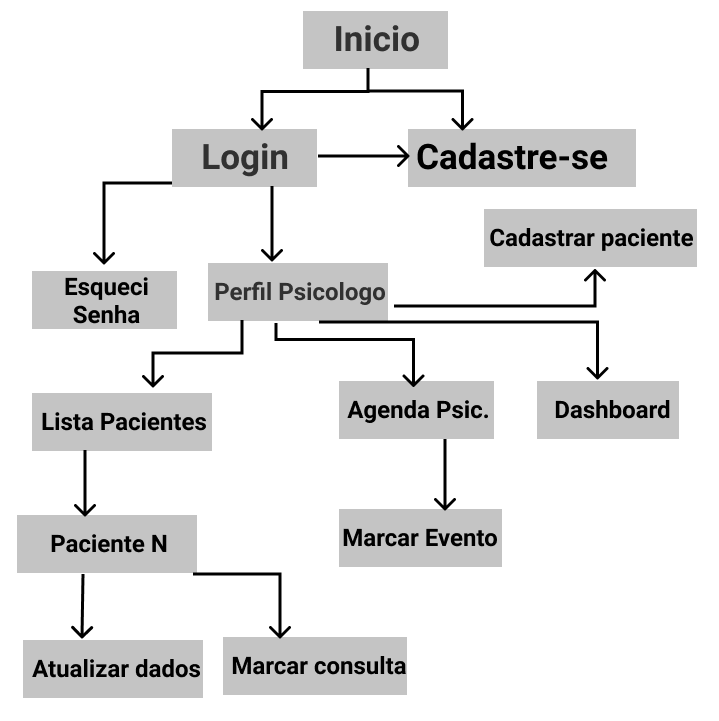 Inicio
Login
Cadastre-se
Cadastrar paciente
Esqueci
Senha
Perfil Psicologo
Lista Pacientes
Agenda Psic.
Dashboard
Paciente N
Marcar Evento
Atualizar dados
Marcar consulta